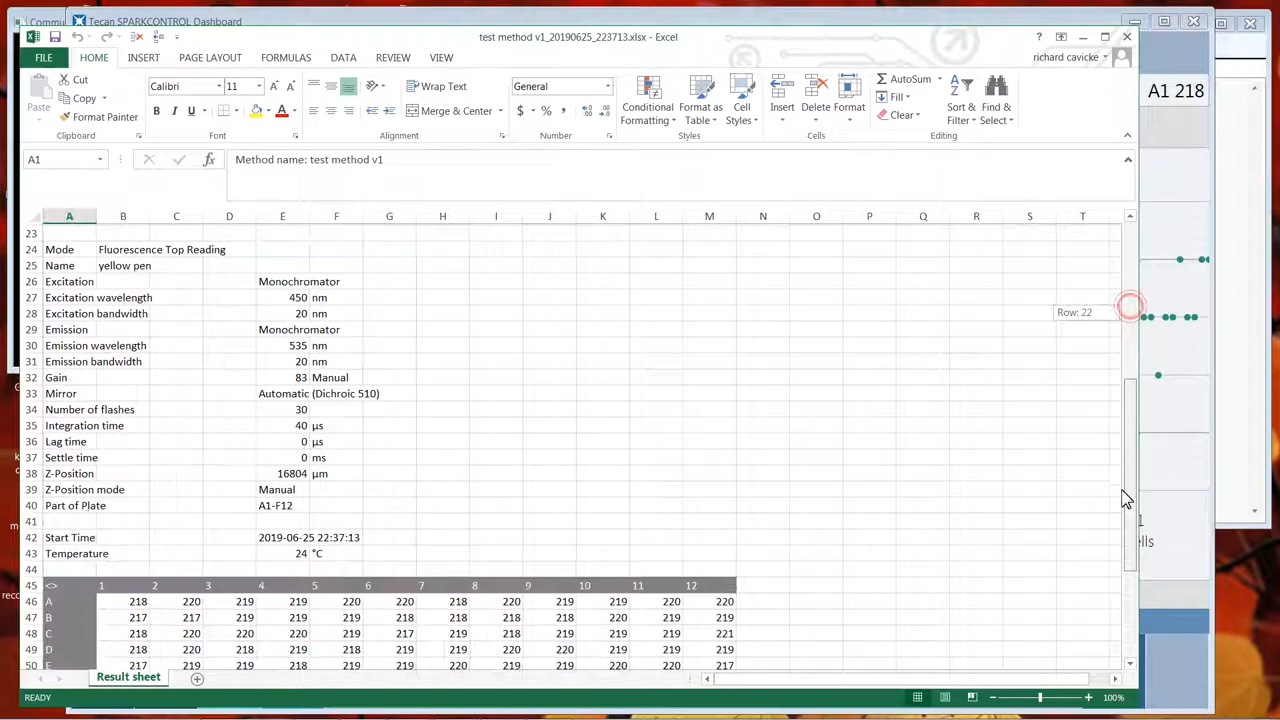 Commu
Tecan SPARKCONTROL Dashboard
test method v1_20190625_223713.xlsx - Excel
FILE HOME INSERT PAGE LAYOUT FORMULAS DATA REVIEW VIEW
richard cavicke
Paste
Cut
Copy
Format Painter
Clipboard
Calibri 11
B I U
Font
Wrap Text
Merge & Center
Alignment
General
$ % ,
Number
Conditional Formatting
Format as Table
Cell Styles
Styles
Insert Delete Format
Cells
AutoSum
Fill
Clear
Sort & Filter
Find & Select
Editing
A1 218
A1
fx
Method name: test method v1
A B C D E F G H I J K L M N O P Q R S T
23
24 Mode Fluorescence Top Reading
25 Name yellow pen
26 Excitation Monochromator
27 Excitation wavelength 450 nm
28 Excitation bandwidth 20 nm
29 Emission Monochromator
30 Emission wavelength 535 nm
31 Emission bandwidth 20 nm
32 Gain 83 Manual
33 Mirror Automatic (Dichroic 510)
34 Number of flashes 30
35 Integration time 40 µs
36 Lag time 0 µs
37 Settle time 0 ms
38 Z-Position 16804 µm
39 Z-Position mode Manual
40 Part of Plate A1-F12
41
42 Start Time 2019-06-25 22:37:13
43 Temperature 24 °C
44
45 <> 1 2 3 4 5 6 7 8 9 10 11 12
46 A 218 220 219 219 220 220 218 220 219 219 220 220
47 B 217 217 219 219 219 219 218 218 218 220 219 219
48 C 218 220 220 220 219 217 219 218 219 219 219 221
49 D 218 220 218 219 218 219 219 220 219 220 220 219
50 E 217 219 219 218 219 219 220 219 220 220 220 217
Row: 22
1
ells
Result sheet
READY
100%